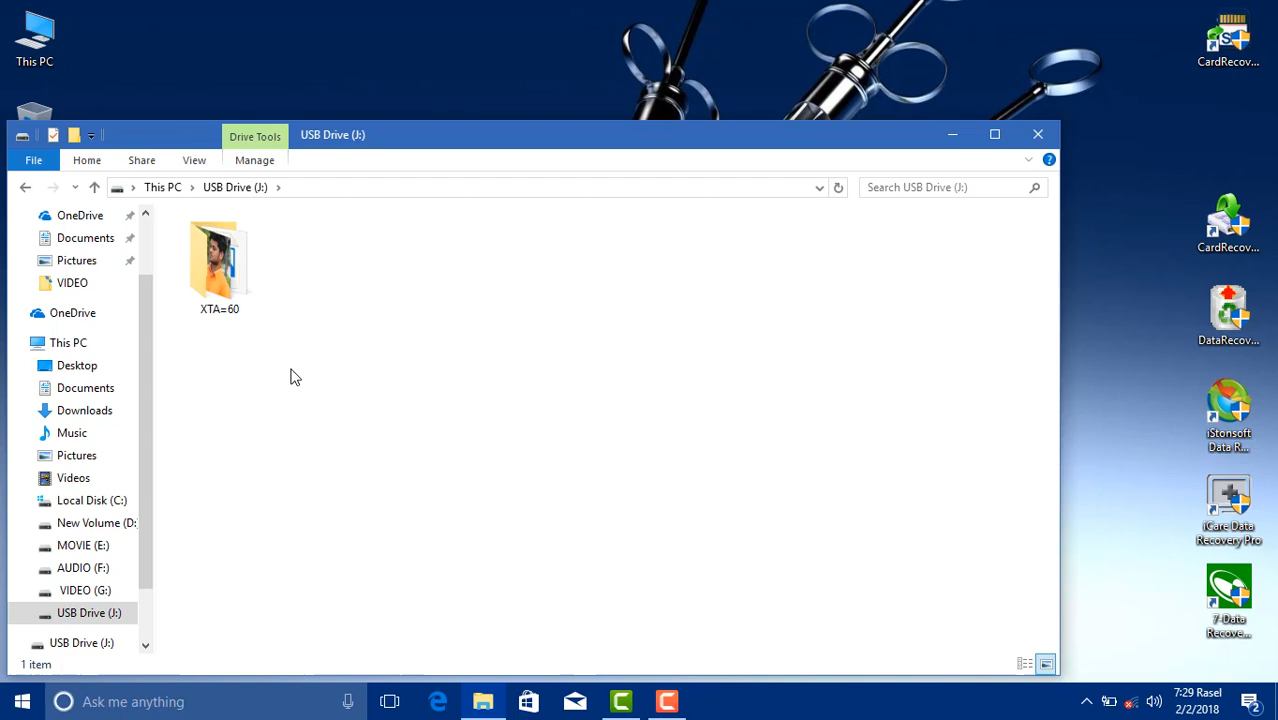 This PC
CardRecov...
Drive Tools
USB Drive (J:)
File
Home
Share
View
Manage
This PC
USB Drive (J:)
Search USB Drive (J:)
OneDrive
Documents
Pictures
VIDEO
OneDrive
This PC
Desktop
Documents
Downloads
Music
Pictures
Videos
Local Disk (C:)
New Volume (D:
MOVIE (E:)
AUDIO (F:)
VIDEO (G:)
USB Drive (J:)
USB Drive (J:)
XTA=60
1 item
CardRecov...
DataRecov...
iStonsoft
Data R...
iCare Data
Recovery Pro
7-Data
Recove...
Ask me anything
7:29 Rasel
2/2/2018
2